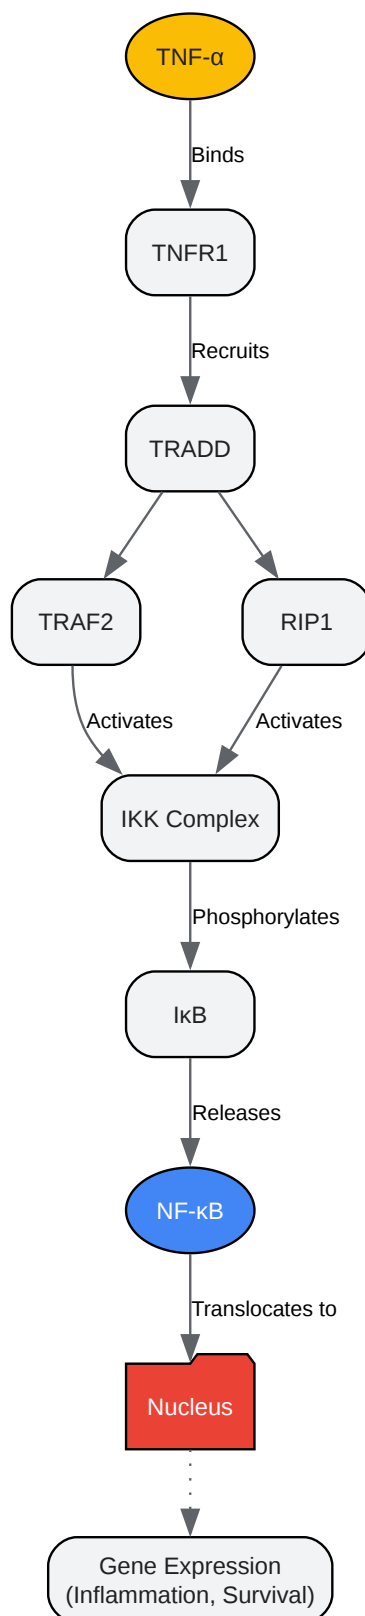 TNF-α
Binds
TNFR1
Recruits
TRADD
TRAF2
RIP1
Activates
Activates
IKK Complex
Phosphorylates
IκB
Releases
NF-κB
Translocates to
Nucleus
Gene Expression
(Inflammation, Survival)